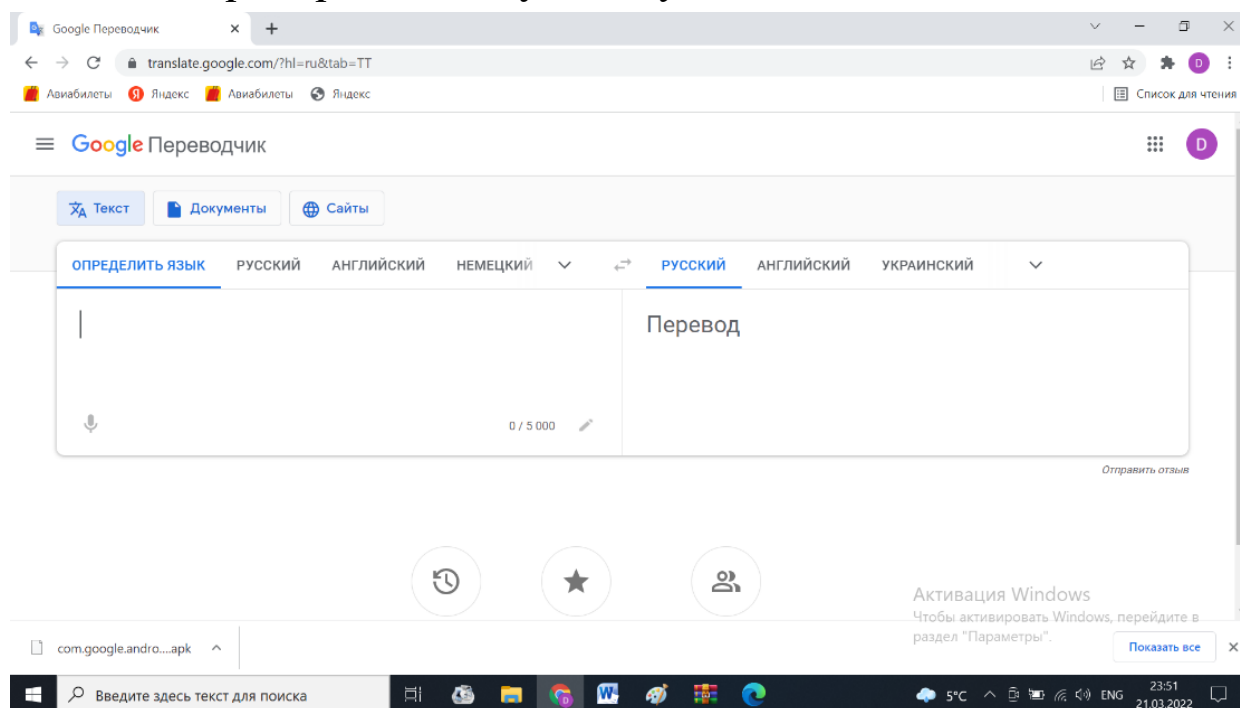 Google Переводчик
translate.google.com/?hl=ru&tab=TT
D
Авиабилеты Яндекс Авиабилеты Яндекс
Список для чтения
Google Переводчик
D
Текст Документы Сайты
ОПРЕДЕЛИТЬ ЯЗЫК РУССКИЙ АНГЛИЙСКИЙ НЕМЕЦКИЙ РУССКИЙ АНГЛИЙСКИЙ УКРАИНСКИЙ
Перевод
0 / 5 000
Отправить отзыв
Активация Windows
Чтобы активировать Windows, перейдите в
раздел "Параметры".
com.google.andro....apk
Показать все
Введите здесь текст для поиска
5°C ENG 23:51
21.03.2022